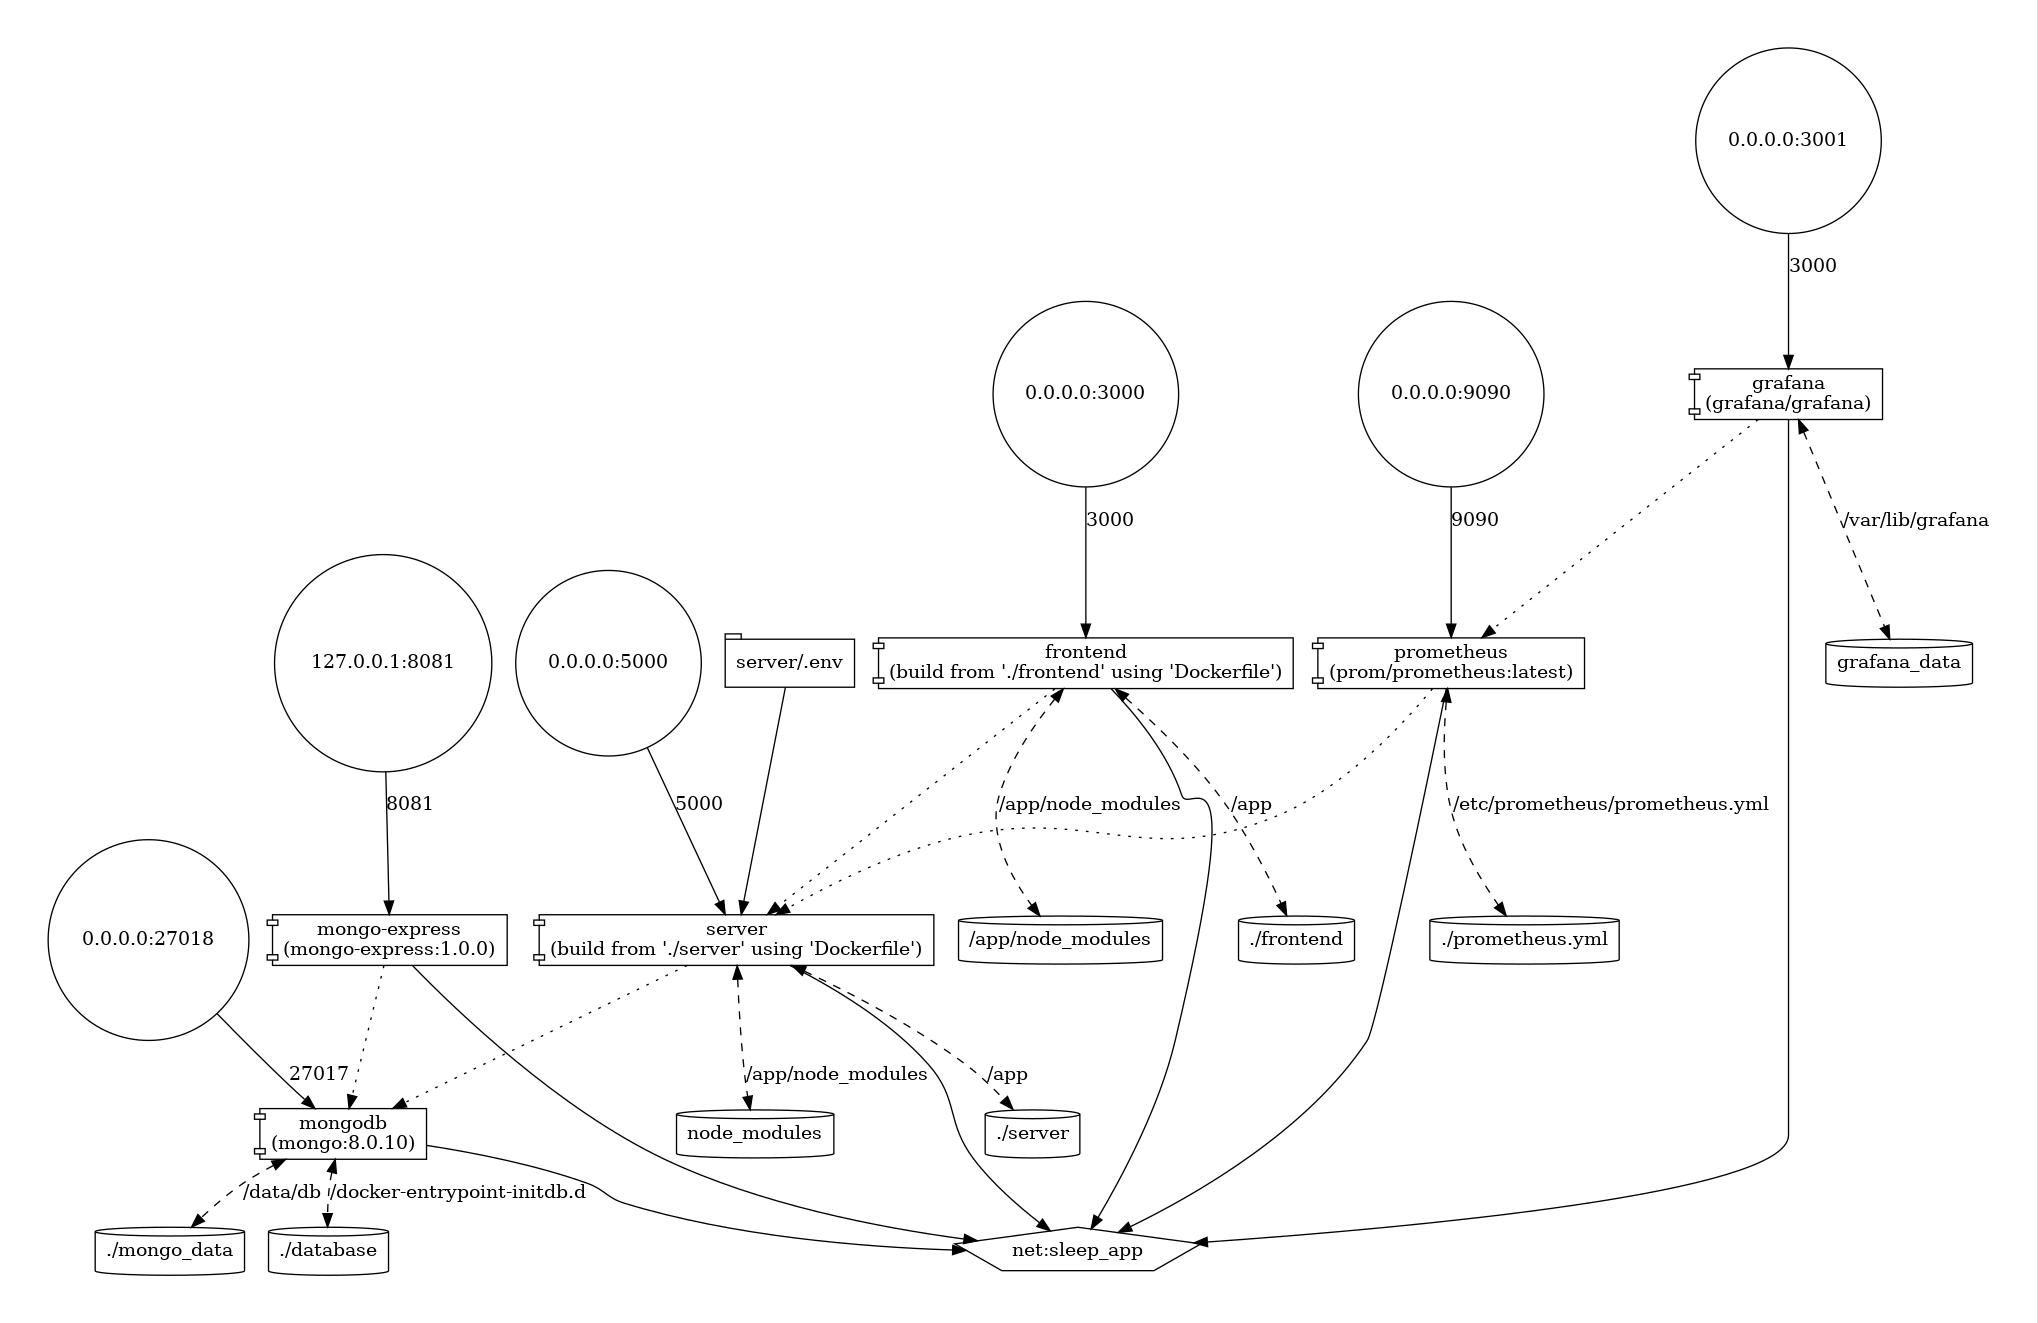 0.0.0.0:3001
3000
0.0.0.0:3000
0.0.0.0:9090
grafana
(grafana/grafana)
3000
9090
/var/lib/grafana
127.0.0.1:8081
0.0.0.0:5000
server/.env
frontend
(build from './frontend' using 'Dockerfile')
prometheus
(prom/prometheus:latest)
grafana_data
8081
5000
/app/node_modules
/app
/etc/prometheus/prometheus.yml
0.0.0.0:27018
mongo-express
(mongo-express:1.0.0)
server
(build from './server' using 'Dockerfile')
/app/node_modules
./frontend
./prometheus.yml
27017
/app/node_modules
/app
mongodb
(mongo:8.0.10)
node_modules
./server
/data/db
/docker-entrypoint-initdb.d
./mongo_data
./database
net:sleep_app